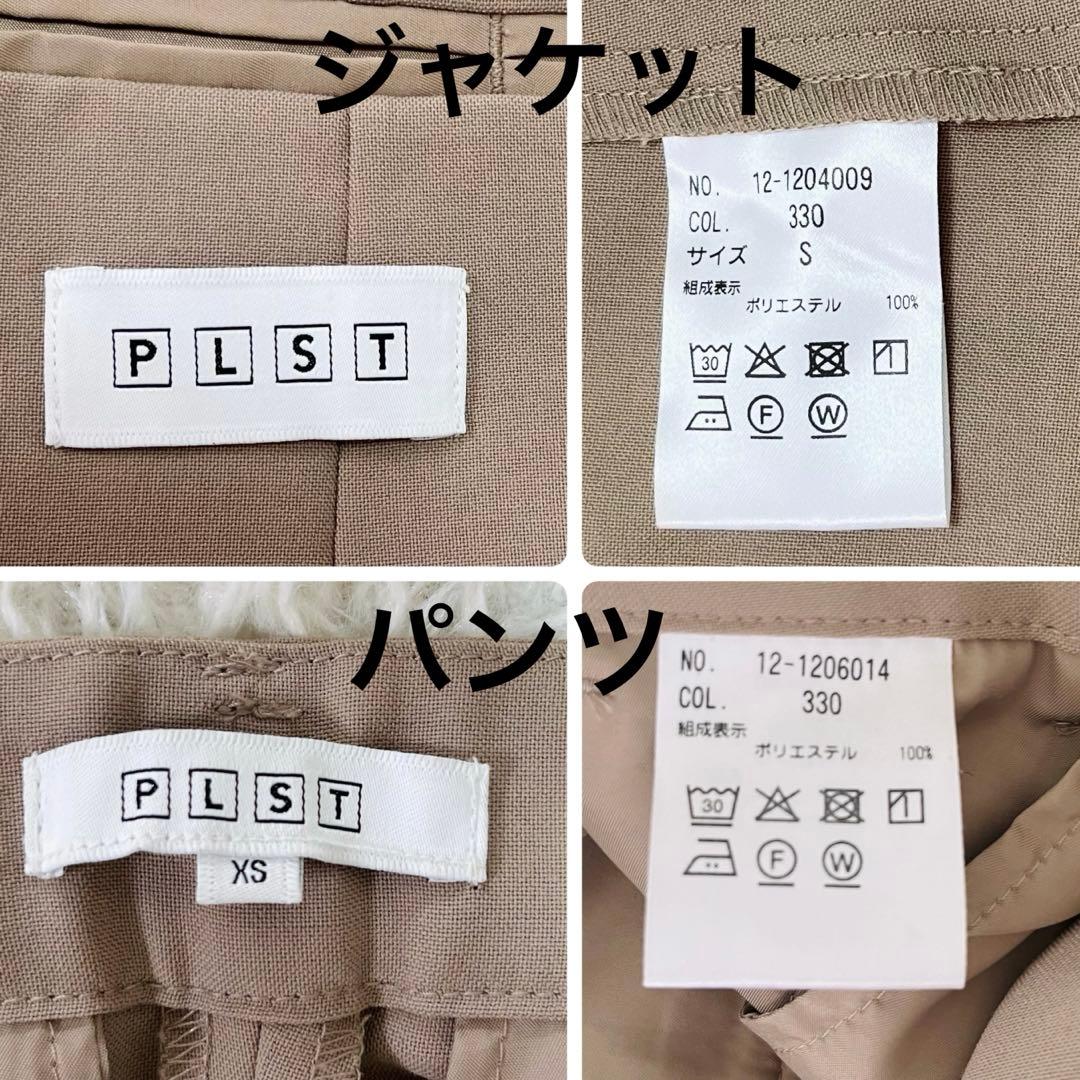 ジャケット
PLST
NO. 12-1204009
COL. 330
サイズ S
組成表示
ポリエステル 100%
30
F W
パンツ
PLST
XS
NO. 12-1206014
COL. 330
組成表示
ポリエステル 100%
30
F W